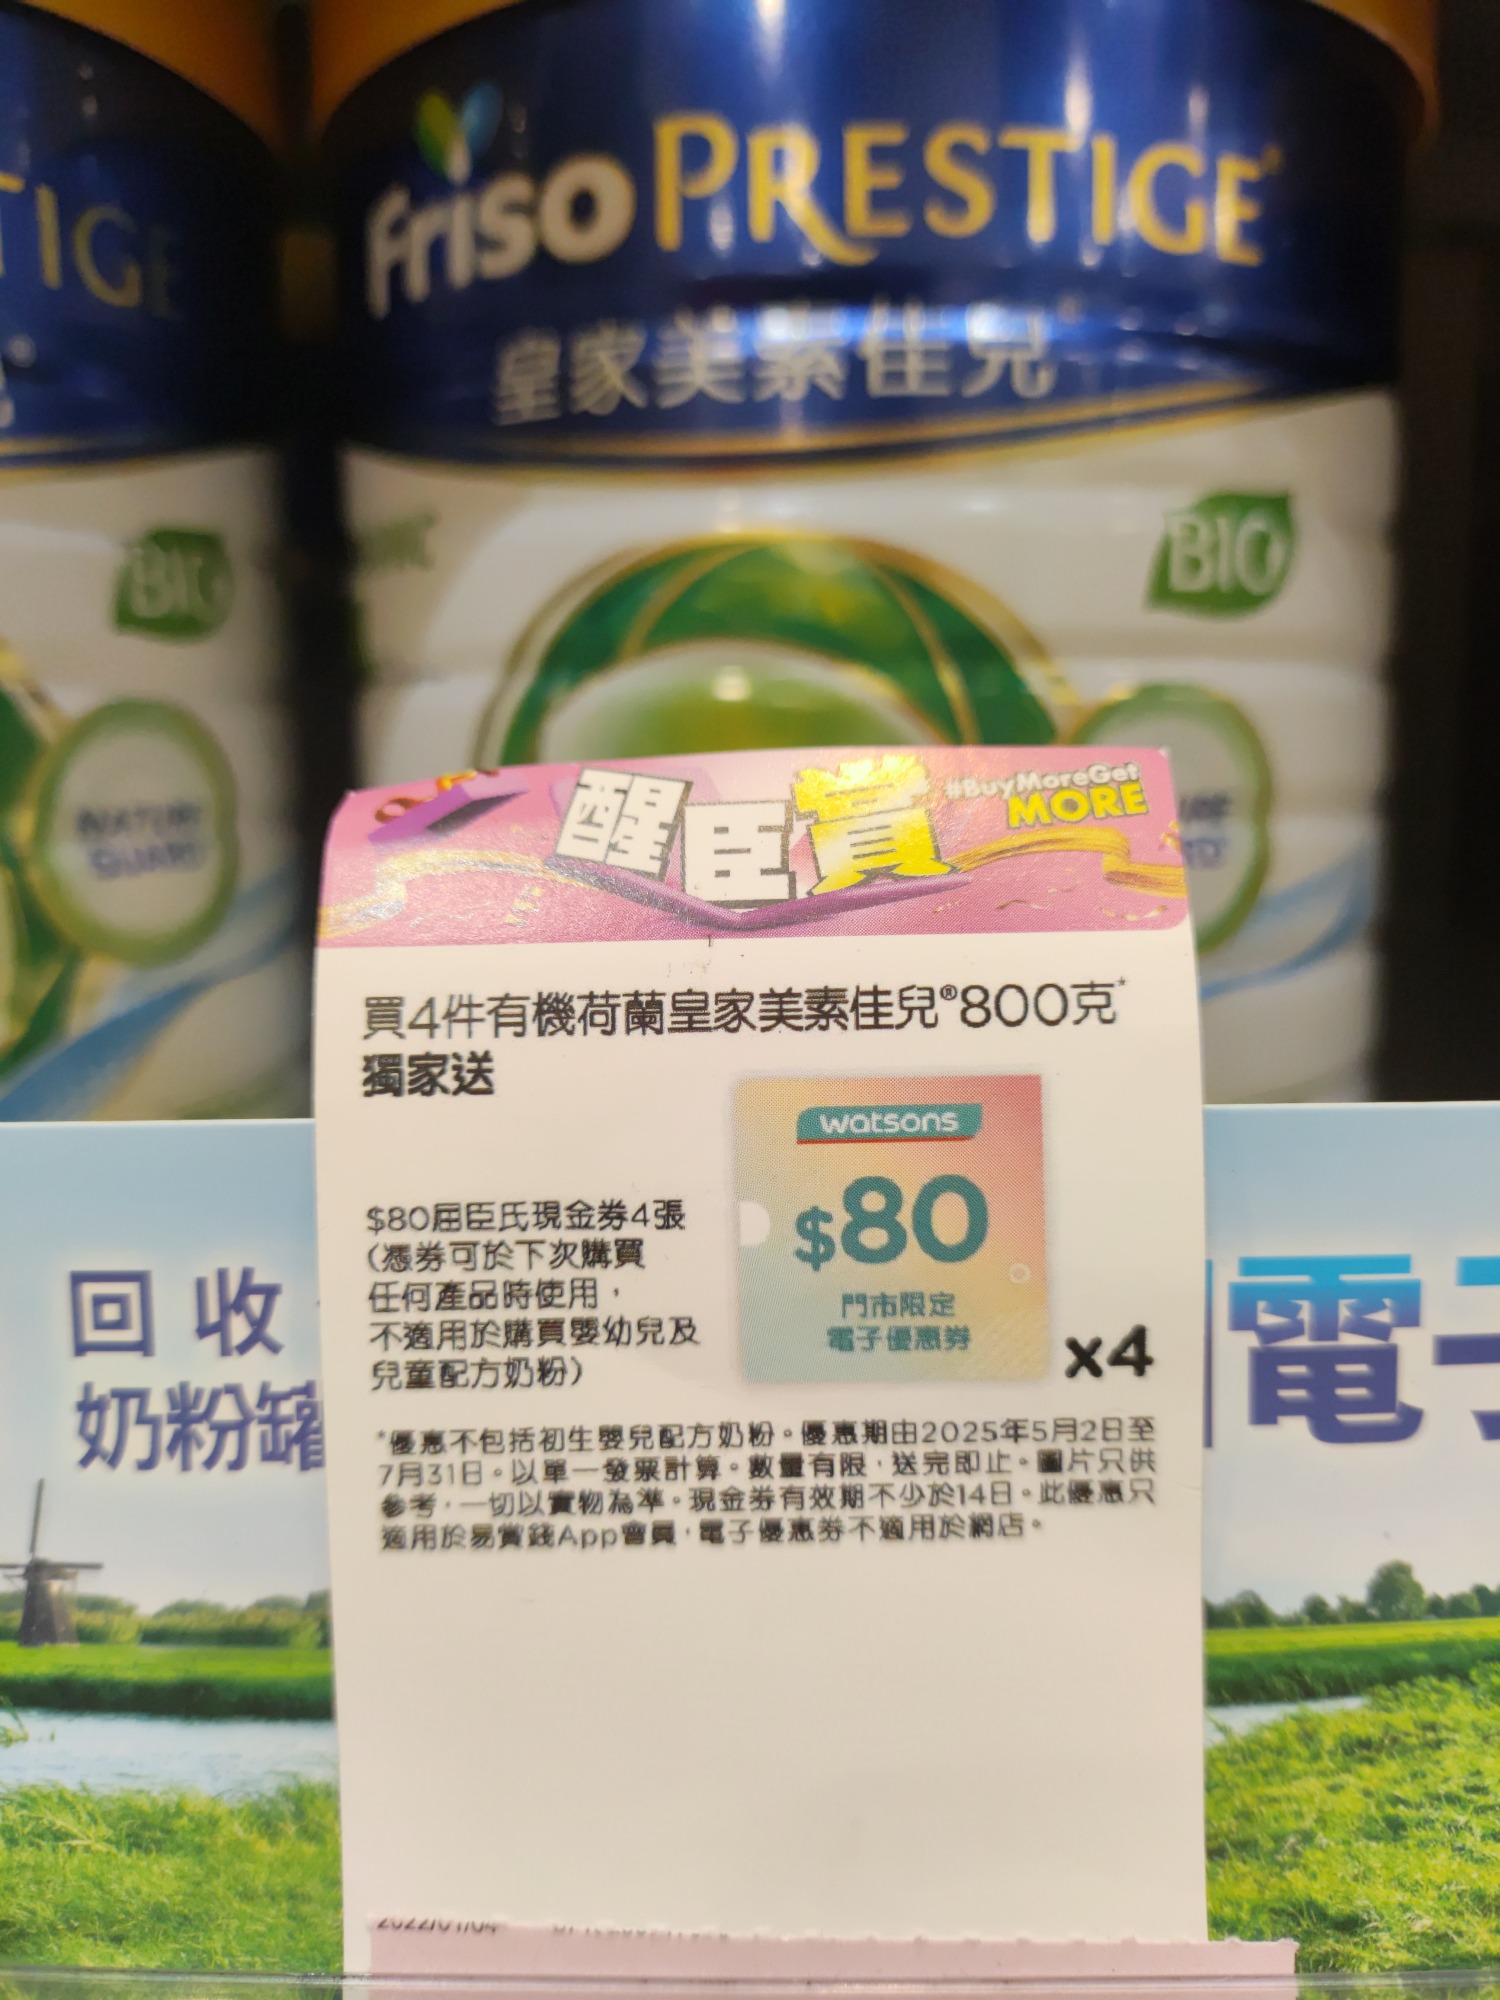 friso PRESTIGE
TIGE
皇家美素佳兒
BIO
BIO
NATURE
GUARD
醒臣賞
#BuyMoreGet
MORE
買4件有機荷蘭皇家美素佳兒®800克*
獨家送
watsons
$80
門市限定
電子優惠券
x4
$80屈臣氏現金券4張
(憑券可於下次購買
任何產品時使用，
不適用於購買嬰幼兒及
兒童配方奶粉)
*優惠不包括初生嬰兒配方奶粉。優惠期由2025年5月2日至
7月31日。以單一發票計算。數量有限，送完即止。圖片只供
參考，一切以實物為準。現金券有效期不少於14日。此優惠只
適用於易賞錢App會員，電子優惠券不適用於網店。
回收
奶粉罐
電子
2022/01/04